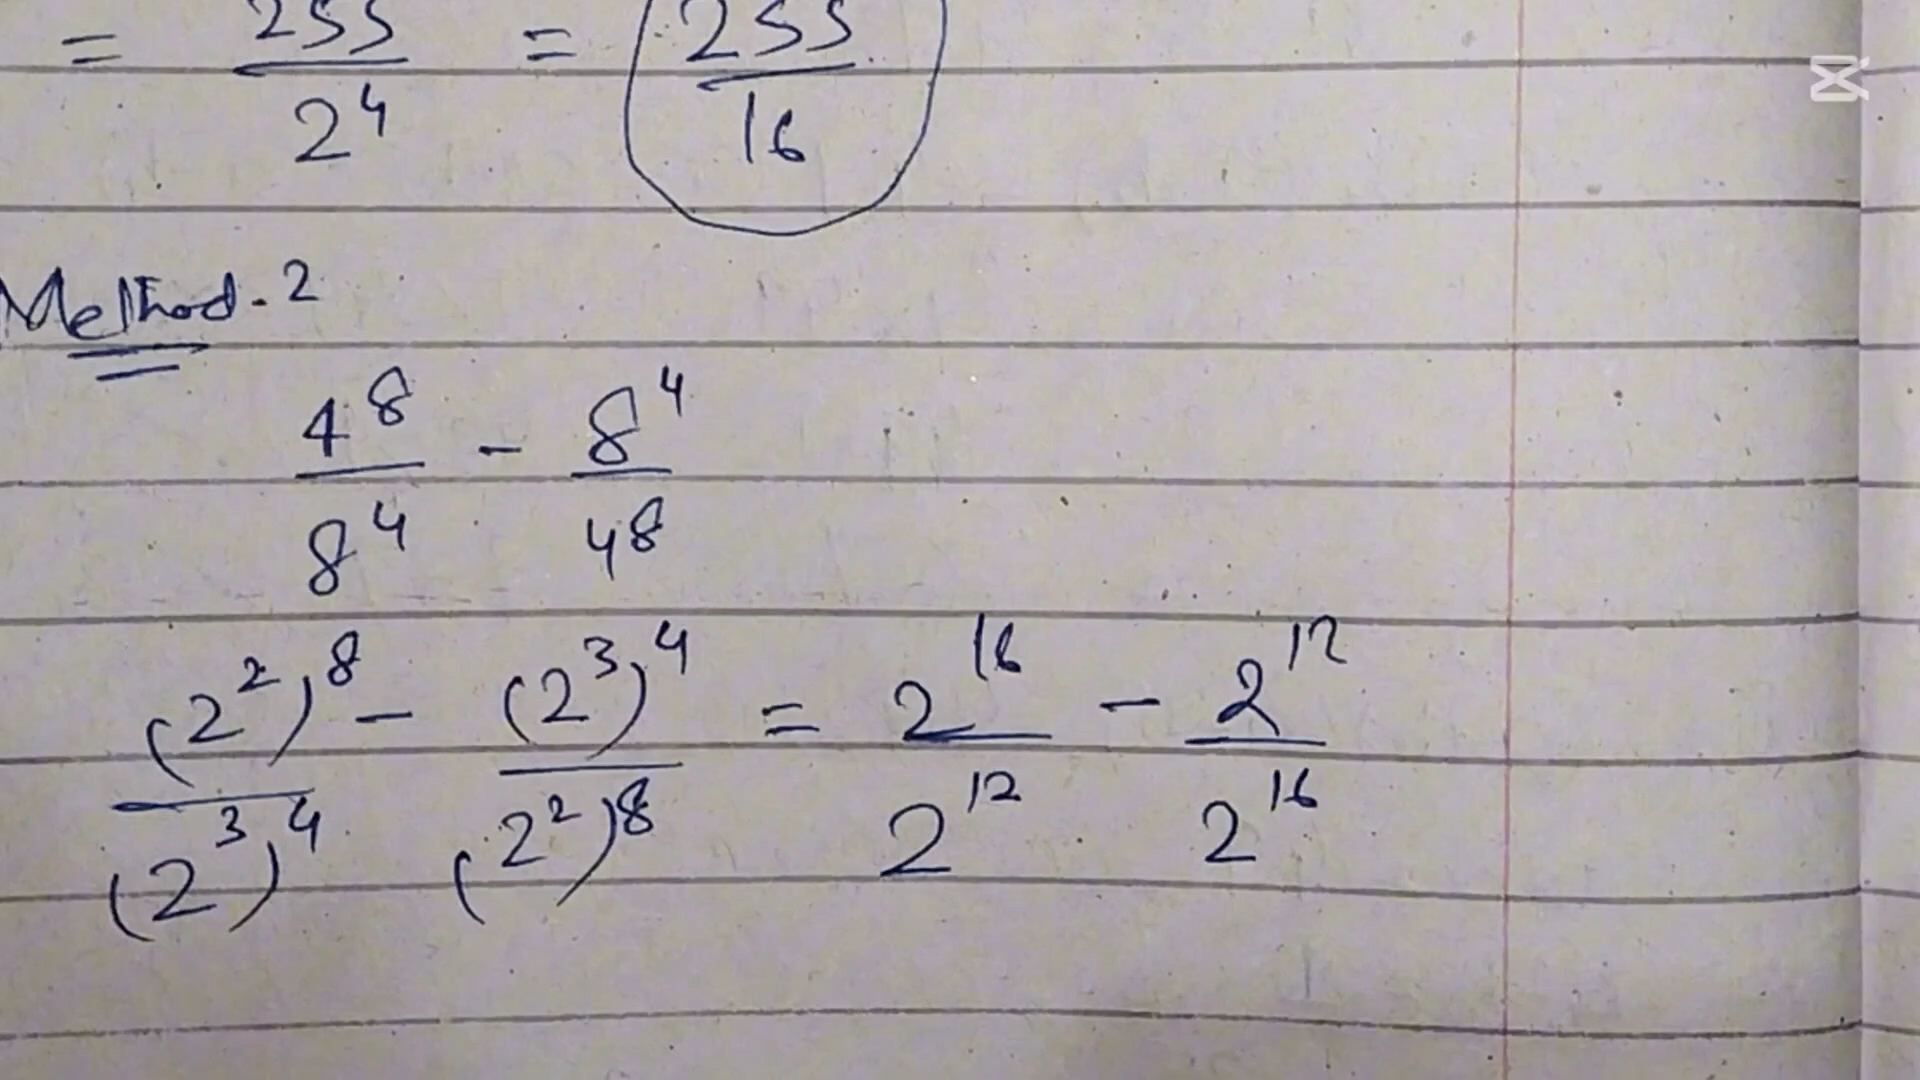 = 255/2^4 = 255/16
Method-2
4^8/8^4 - 8^4/4^8
(2^2)^8/(2^3)^4 - (2^3)^4/(2^2)^8 = 2^16/2^12 - 2^12/2^16